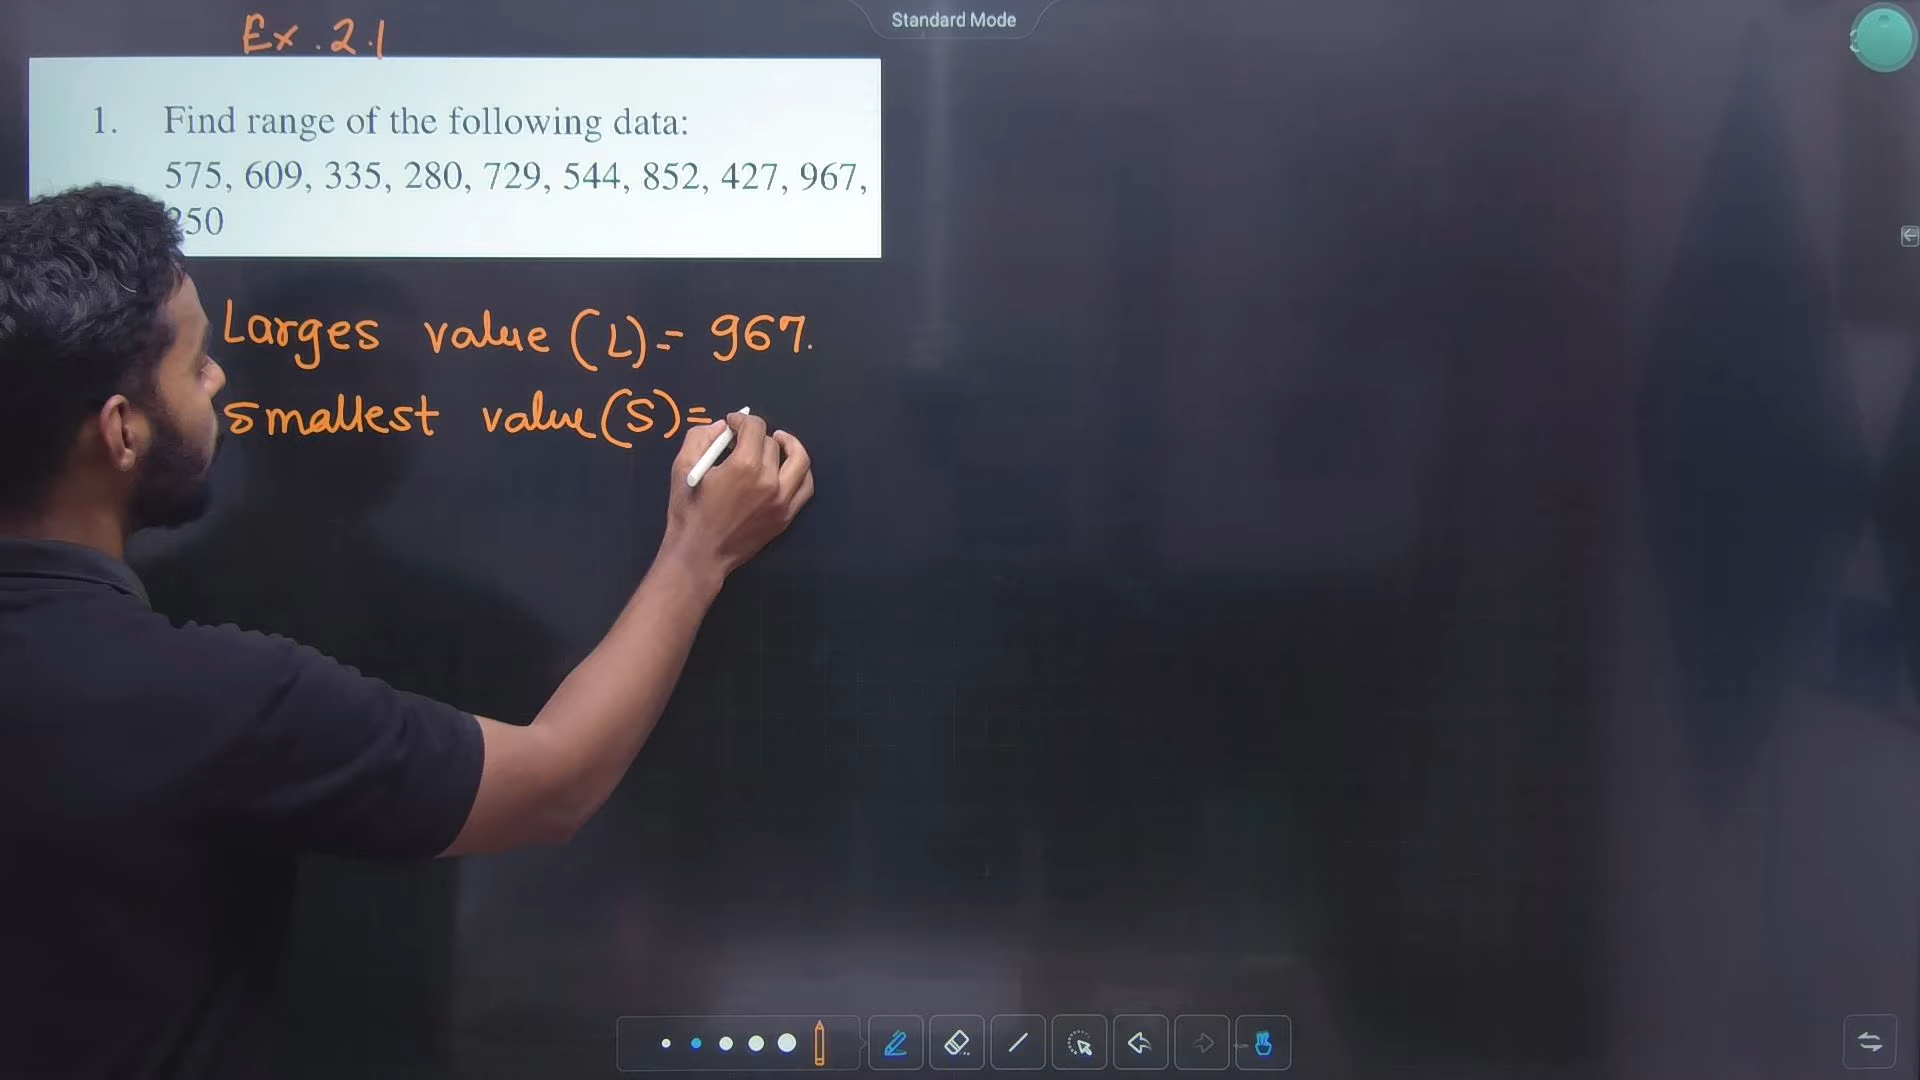 Standard Mode
Ex. 2.1
1. Find range of the following data:
575, 609, 335, 280, 729, 544, 852, 427, 967,
250
Larges value (L) = 967.
Smallest value (S) =